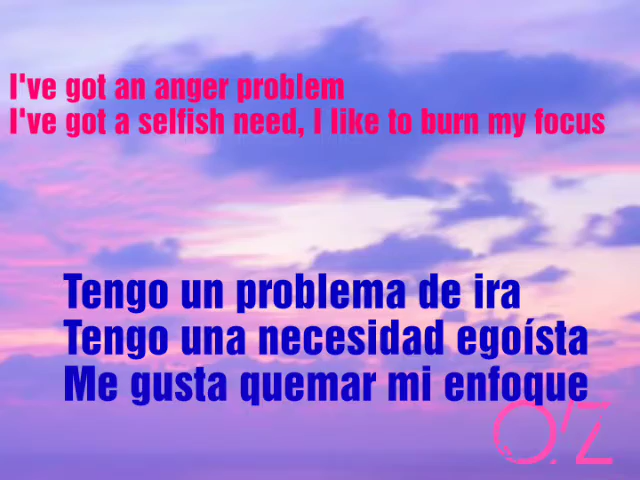 I've got an anger problem
I've got a selfish need, I like to burn my focus
Tengo un problema de ira
Tengo una necesidad egoísta
Me gusta quemar mi enfoque
O!Z